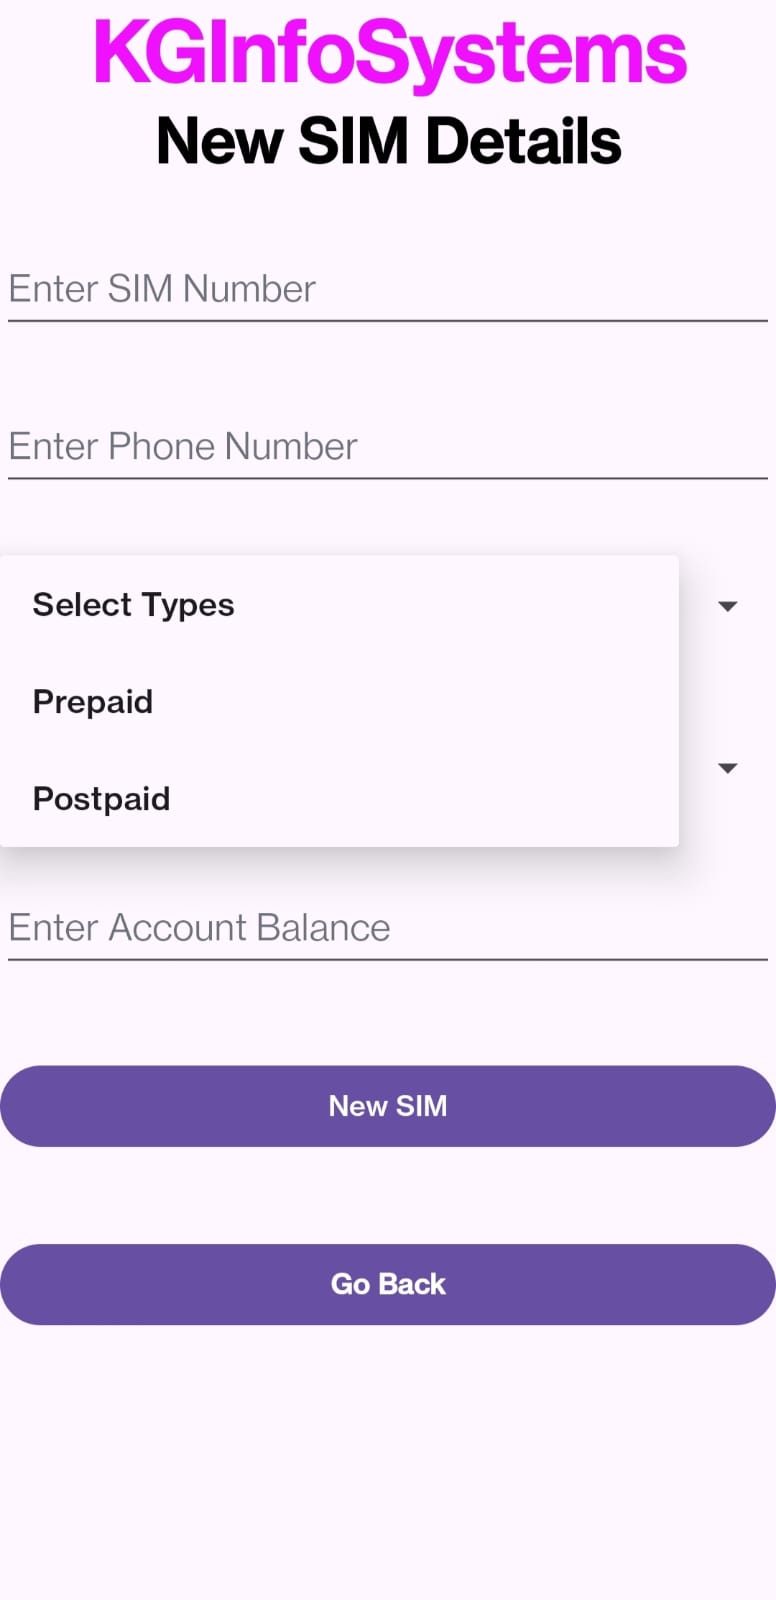 KGInfoSystems
New SIM Details
Enter SIM Number
Enter Phone Number
Select Types
Prepaid
Postpaid
Enter Account Balance
New SIM
Go Back